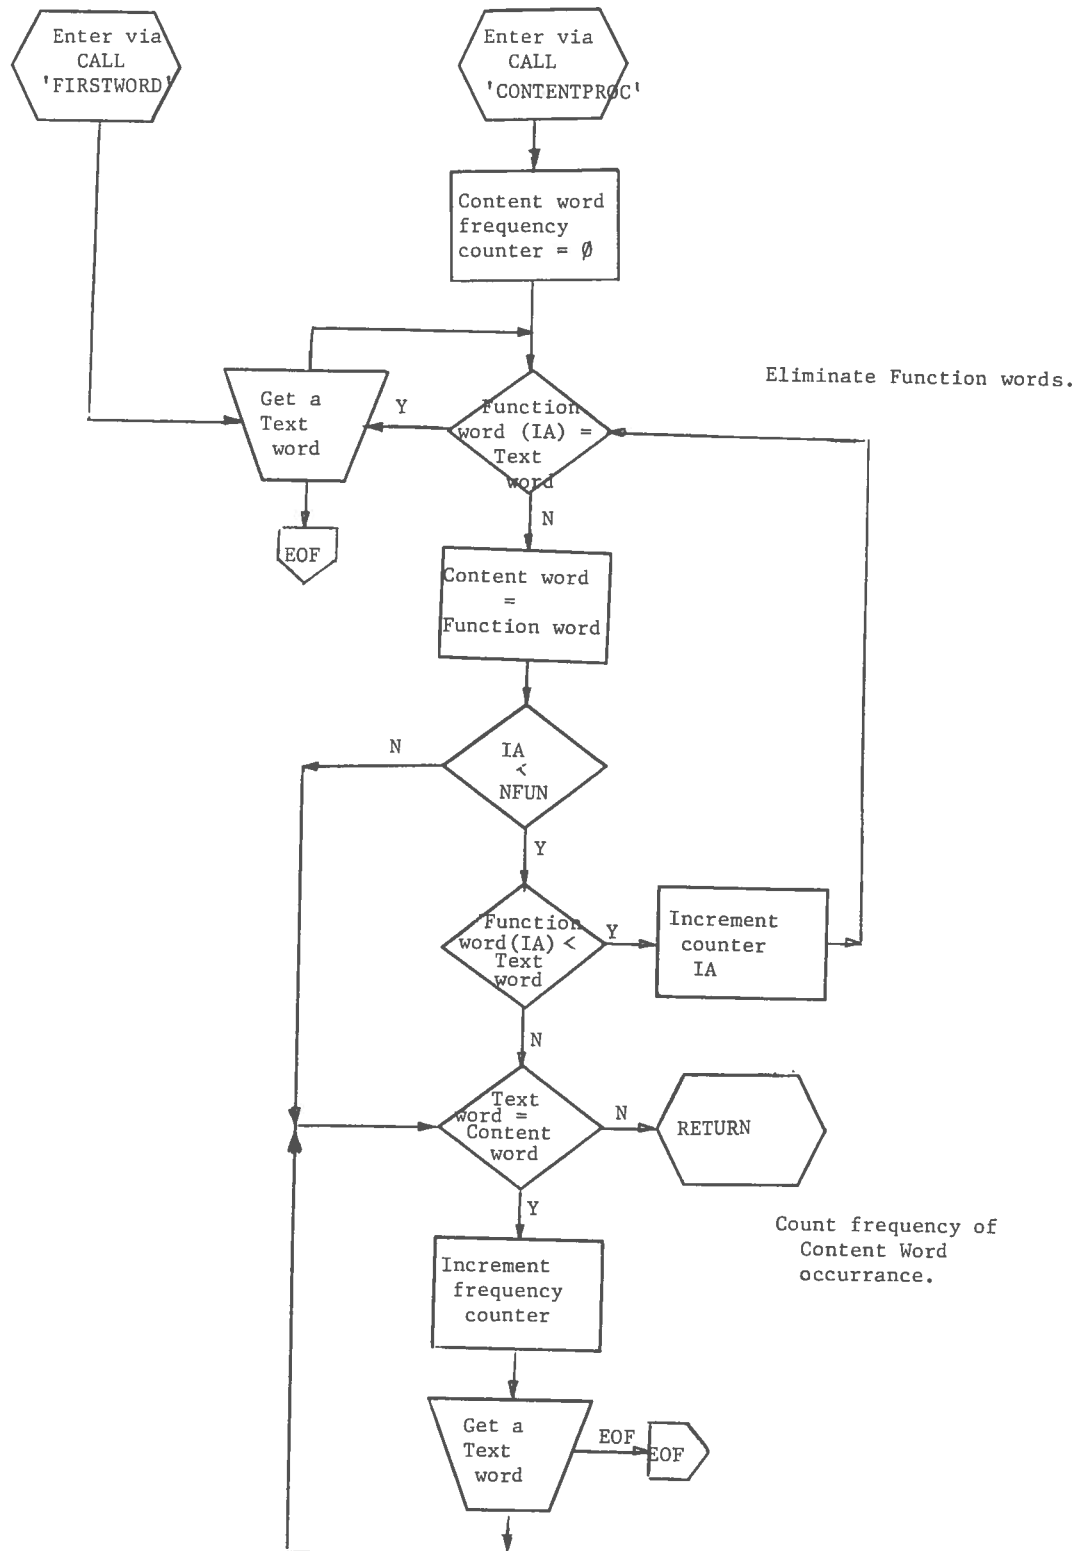 Enter via
CALL
'FIRSTWORD'
Enter via
CALL
'CONTENTPROC'
Content word
frequency
counter = Ø
Eliminate Function words.
Get a
Text
word
Y
Function
word (IA) =
Text
word
N
EOF
Content word
=
Function word
N
IA
<
NFUN
Y
Function
word(IA) <
Text
word
Y
Increment
counter
IA
N
Text
word =
Content
word
N
RETURN
Y
Count frequency of
Content Word
occurrance.
Increment
frequency
counter
Get a
Text
word
EOF
EOF